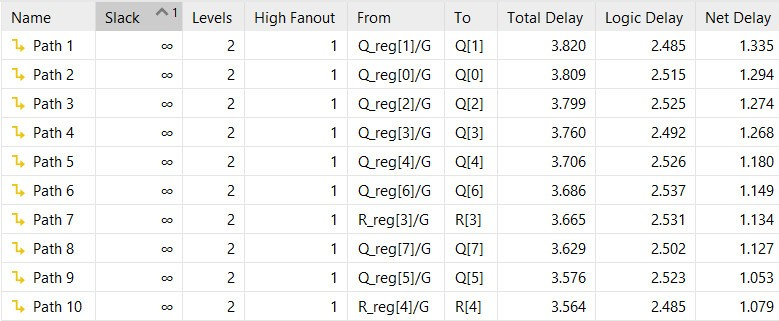 Name Slack 1 Levels High Fanout From To Total Delay Logic Delay Net Delay
Path 1 ∞ 2 1 Q_reg[1]/G Q[1] 3.820 2.485 1.335
Path 2 ∞ 2 1 Q_reg[0]/G Q[0] 3.809 2.515 1.294
Path 3 ∞ 2 1 Q_reg[2]/G Q[2] 3.799 2.525 1.274
Path 4 ∞ 2 1 Q_reg[3]/G Q[3] 3.760 2.492 1.268
Path 5 ∞ 2 1 Q_reg[4]/G Q[4] 3.706 2.526 1.180
Path 6 ∞ 2 1 Q_reg[6]/G Q[6] 3.686 2.537 1.149
Path 7 ∞ 2 1 R_reg[3]/G R[3] 3.665 2.531 1.134
Path 8 ∞ 2 1 Q_reg[7]/G Q[7] 3.629 2.502 1.127
Path 9 ∞ 2 1 Q_reg[5]/G Q[5] 3.576 2.523 1.053
Path 10 ∞ 2 1 R_reg[4]/G R[4] 3.564 2.485 1.079